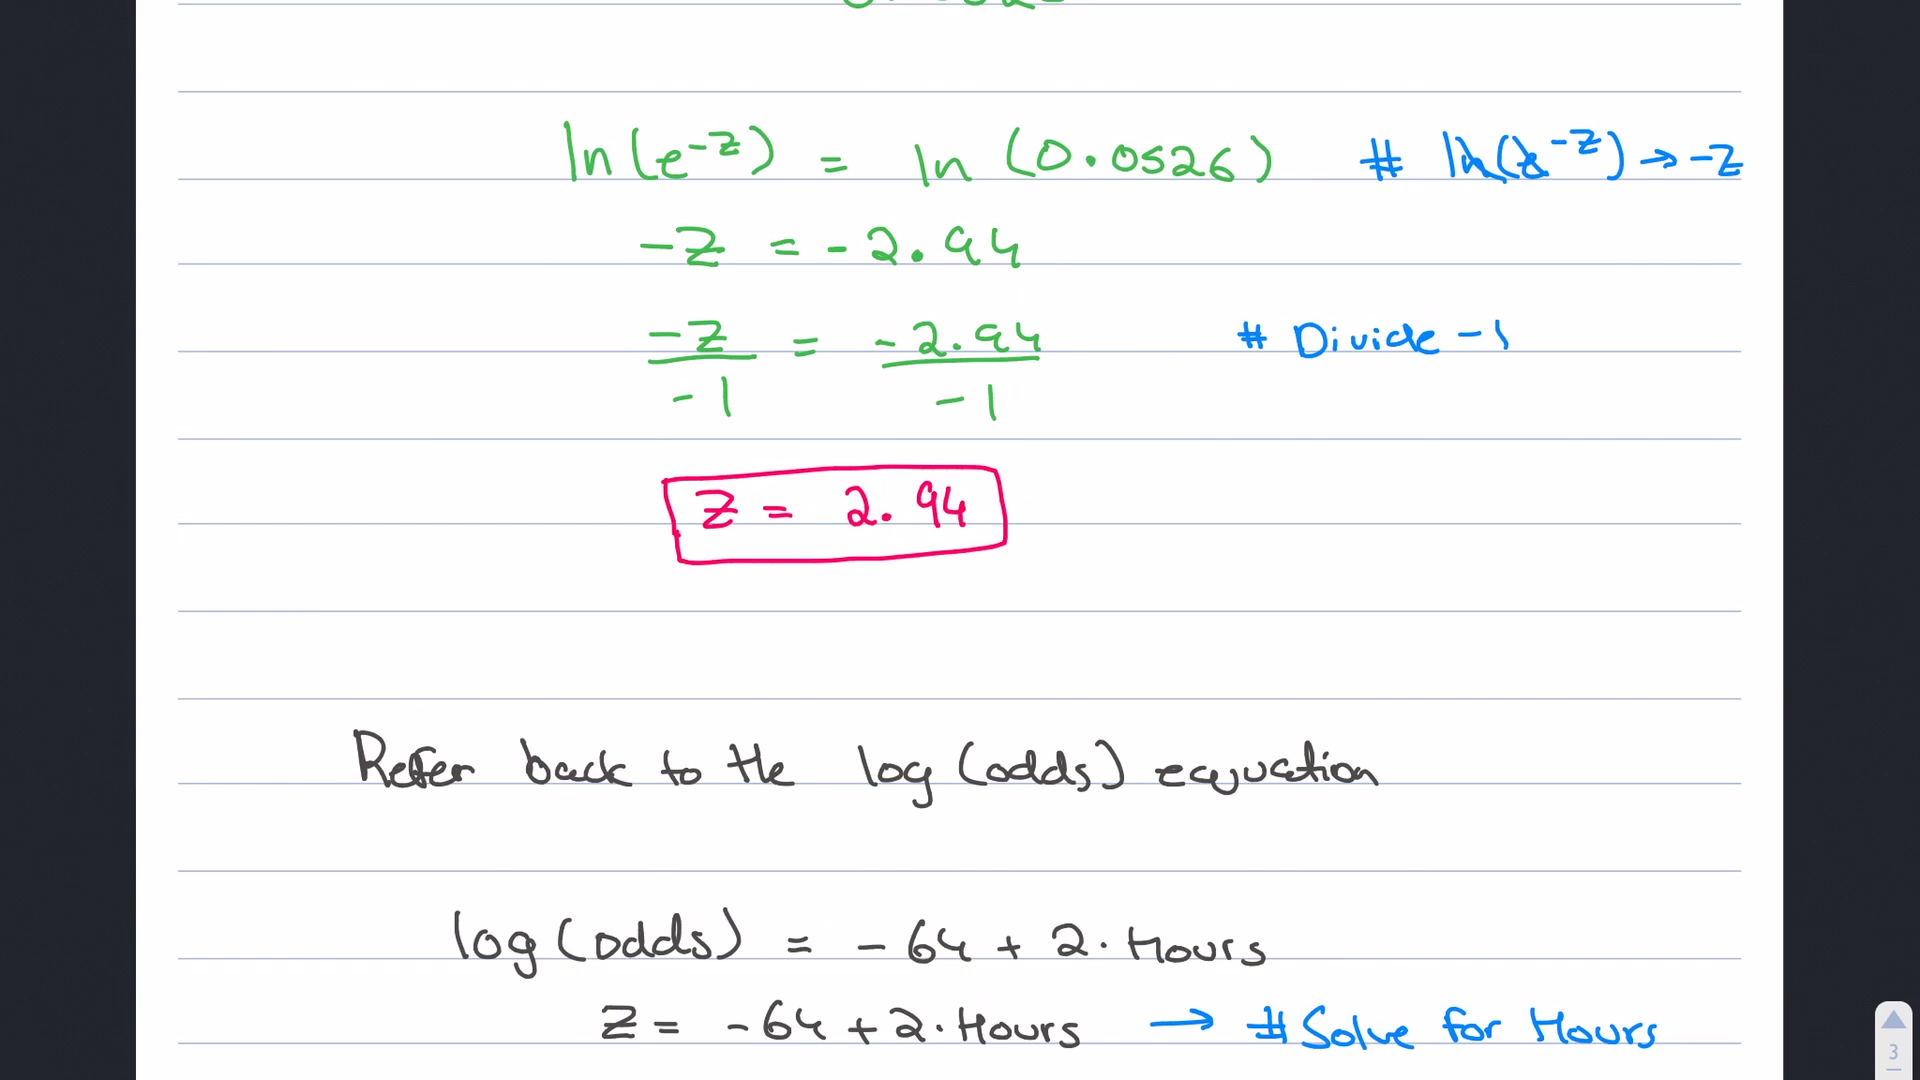 ln(e^-z) = ln(0.0526) # ln(e^-z) → -z
-z = -2.94
-z/-1 = -2.94/-1 # Divide -1
z = 2.94
Refer back to the log(odds) equation
log(odds) = -64 + 2·Hours
z = -64 + 2·Hours → # Solve for Hours
3